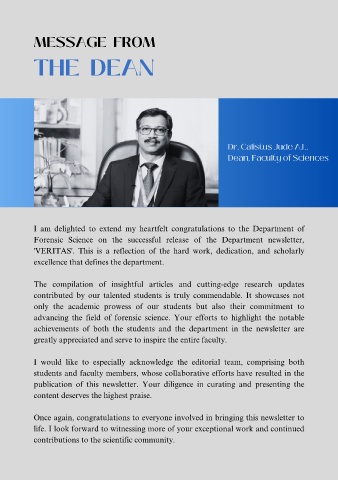 MESSAGE FROM
THE DEAN
Dr. Calistus Jude A.L.,
Dean, Faculty of Sciences
I am delighted to extend my heartfelt congratulations to the Department of
Forensic Science on the successful release of the Department newsletter,
'VERITAS'. This is a reflection of the hard work, dedication, and scholarly
excellence that defines the department.
The compilation of insightful articles and cutting-edge research updates
contributed by our talented students is truly commendable. It showcases not
only the academic prowess of our students but also their commitment to
advancing the field of forensic science. Your efforts to highlight the notable
achievements of both the students and the department in the newsletter are
greatly appreciated and serve to inspire the entire faculty.
I would like to especially acknowledge the editorial team, comprising both
students and faculty members, whose collaborative efforts have resulted in the
publication of this newsletter. Your diligence in curating and presenting the
content deserves the highest praise.
Once again, congratulations to everyone involved in bringing this newsletter to
life. I look forward to witnessing more of your exceptional work and continued
contributions to the scientific community.